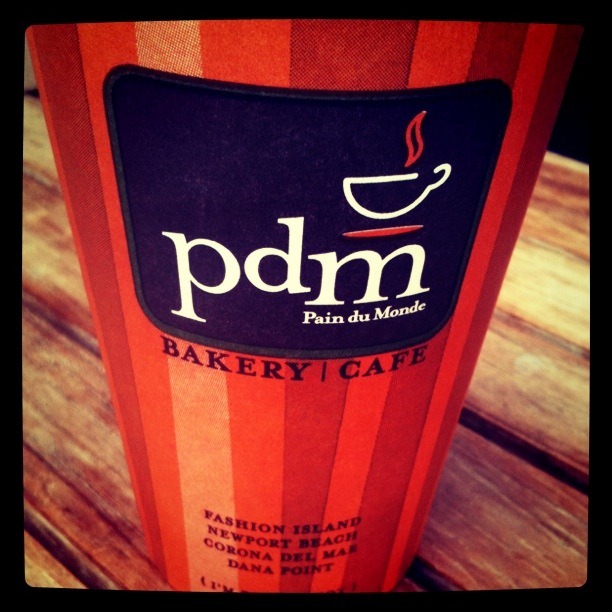 pdm
Pain du Monde
BAKERY | CAFE
FASHION ISLAND
NEWPORT BEACH
CORONA DEL MAR
DANA POINT